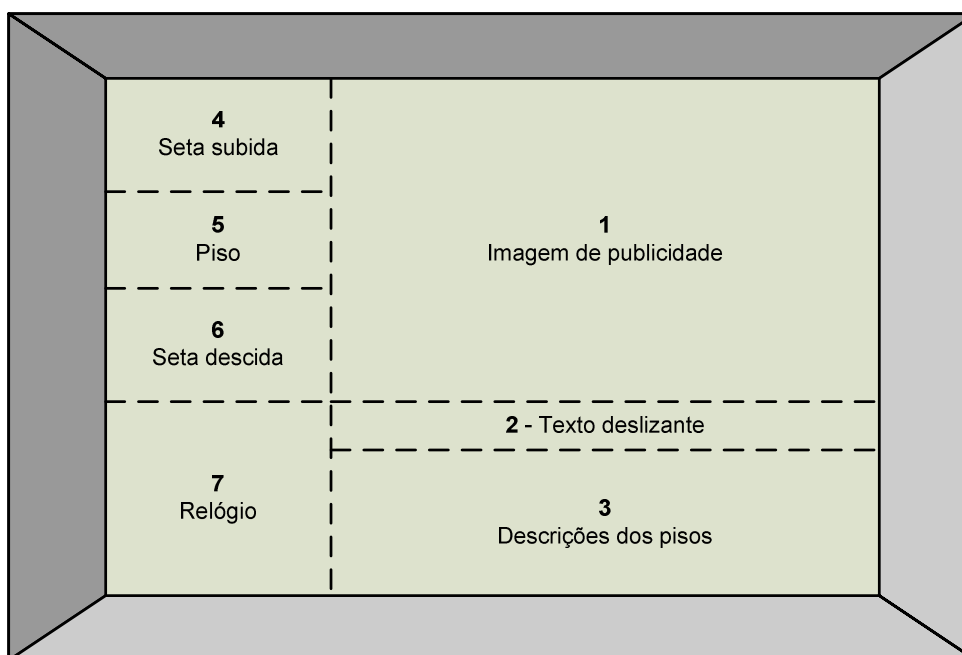 4
Seta subida
5
Piso
6
Seta descida
7
Relógio
1
Imagem de publicidade
2 - Texto deslizante
3
Descrições dos pisos